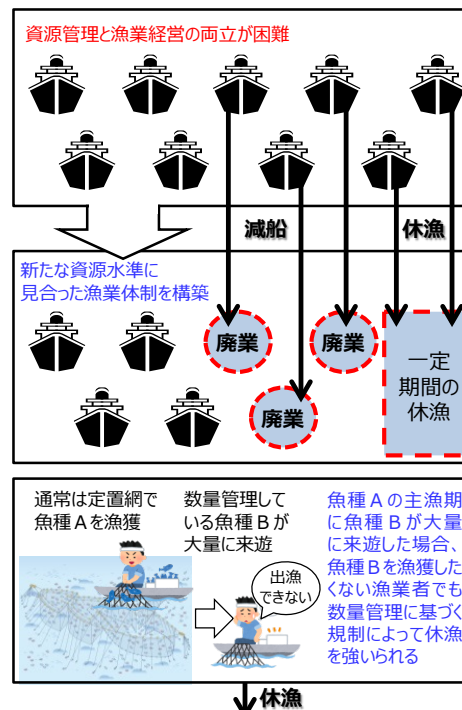 資源管理と漁業経営の両立が困難
減船
休漁
新たな資源水準に
見合った漁業体制を構築
廃業
廃業
廃業
一定
期間の
休漁
通常は定置網で
魚種Aを漁獲
数量管理して
いる魚種Bが
大量に来遊
出漁
できない
魚種Aの主漁期
に魚種Bが大量
に来遊した場合、
魚種Bを漁獲した
くない漁業者でも
数量管理に基づく
規制によって休漁
を強いられる
休漁